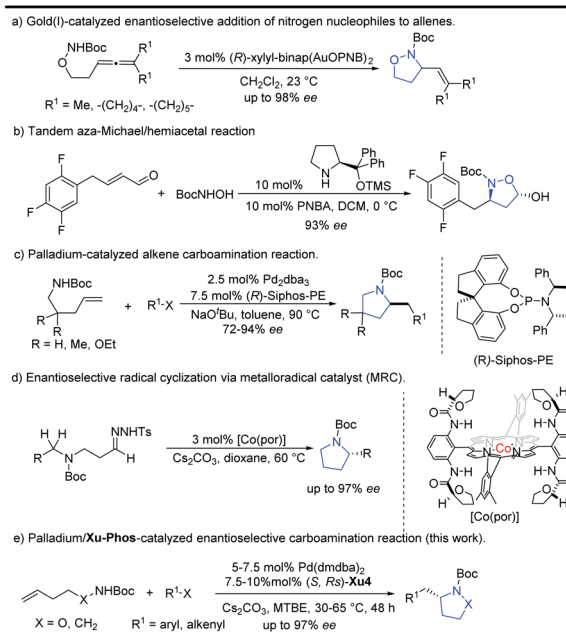 a) Gold(I)-catalyzed enantioselective addition of nitrogen nucleophiles to allenes.
NHBoc
O
R¹
R¹
3 mol% (R)-xylyl-binap(AuOPNB)₂
CH₂Cl₂, 23 °C
up to 98% ee
Boc
N
O
R¹
R¹
R¹ = Me, -(CH₂)₄-, -(CH₂)₅-
b) Tandem aza-Michael/hemiacetal reaction
F
F
F
O
+
BocNHOH
10 mol%
N
H
Ph
Ph
OTMS
10 mol% PNBA, DCM, 0 °C
93% ee
F
F
F
Boc
N
O
OH
c) Palladium-catalyzed alkene carboamination reaction.
NHBoc
R
R
R = H, Me, OEt
+
R¹-X
2.5 mol% Pd₂dba₃
7.5 mol% (R)-Siphos-PE
NaOᵗBu, toluene, 90 °C
72-94% ee
Boc
N
R
R
R¹
O
O
P
N
Ph
Ph
(R)-Siphos-PE
d) Enantioselective radical cyclization via metalloradical catalyst (MRC).
H
H
R
N
Boc
NNHTs
H
3 mol% [Co(por)]
Cs₂CO₃, dioxane, 60 °C
Boc
N
R
up to 97% ee
H
O
O
C
N-H
H-N
N
Co
N
N-H
H-N
C
O
O
H
[Co(por)]
e) Palladium/Xu-Phos-catalyzed enantioselective carboamination reaction (this work).
X
NHBoc
+
R¹-X
X = O, CH₂
R¹ = aryl, alkenyl
5-7.5 mol% Pd(dmdba)₂
7.5-10%mol% (S, Rs)-Xu4
Cs₂CO₃, MTBE, 30-65 °C, 48 h
up to 97% ee
Boc
R¹
N
X